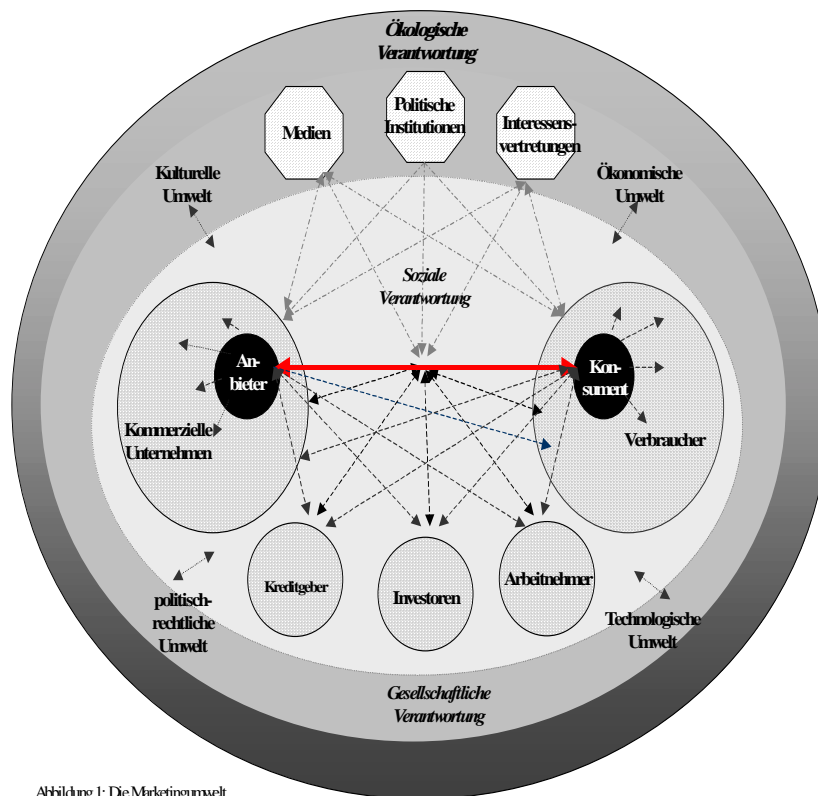 Ökologische
Verantwortung
Medien
Politische
Institutionen
Interessens-
vertretungen
Kulturelle
Umwelt
Ökonomische
Umwelt
Soziale
Verantwortung
An-
bieter
Kon-
sument
Kommerzielle
Unternehmen
Verbraucher
Kreditgeber
Investoren
Arbeitnehmer
politisch-
rechtliche
Umwelt
Technologische
Umwelt
Gesellschaftliche
Verantwortung
Abbildung 1: Die Marketingumwelt